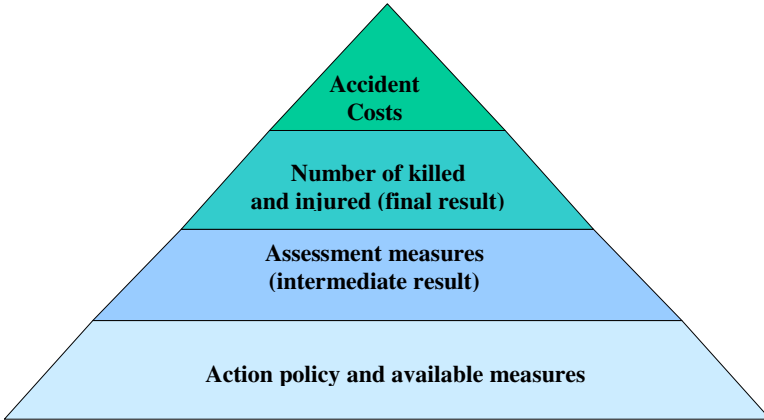 Accident
Costs
Number of killed
and injured (final result)
Assessment measures
(intermediate result)
Action policy and available measures